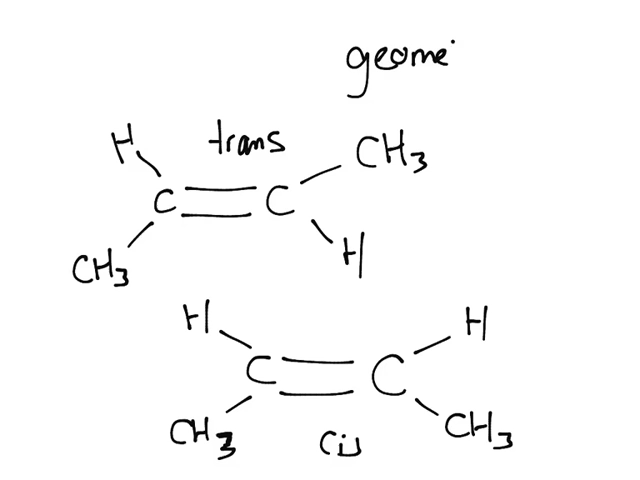 geome
H trans CH3
C = C
CH3 H
H H
C = C
CH3 cis CH3